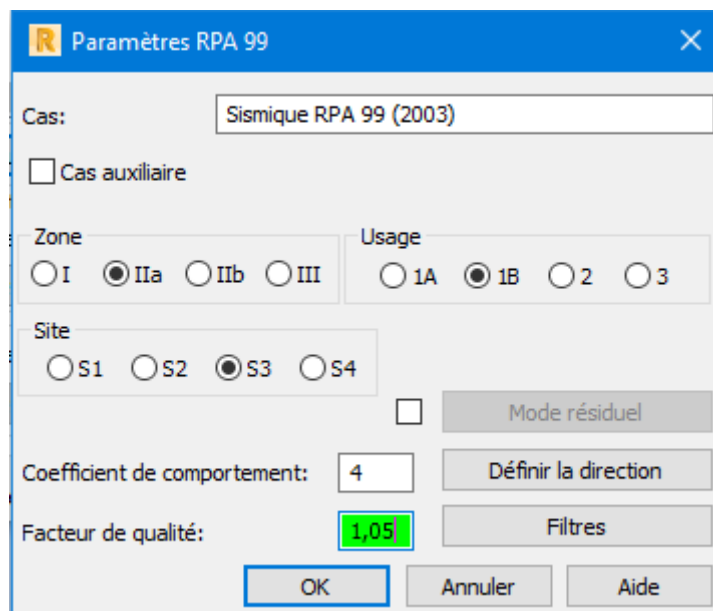 Paramètres RPA 99
Cas: Sismique RPA 99 (2003)
Cas auxiliaire
Zone Usage
I IIa IIb III 1A 1B 2 3
Site
S1 S2 S3 S4
Mode résiduel
Coefficient de comportement: 4 Définir la direction
Facteur de qualité: 1,05 Filtres
OK Annuler Aide